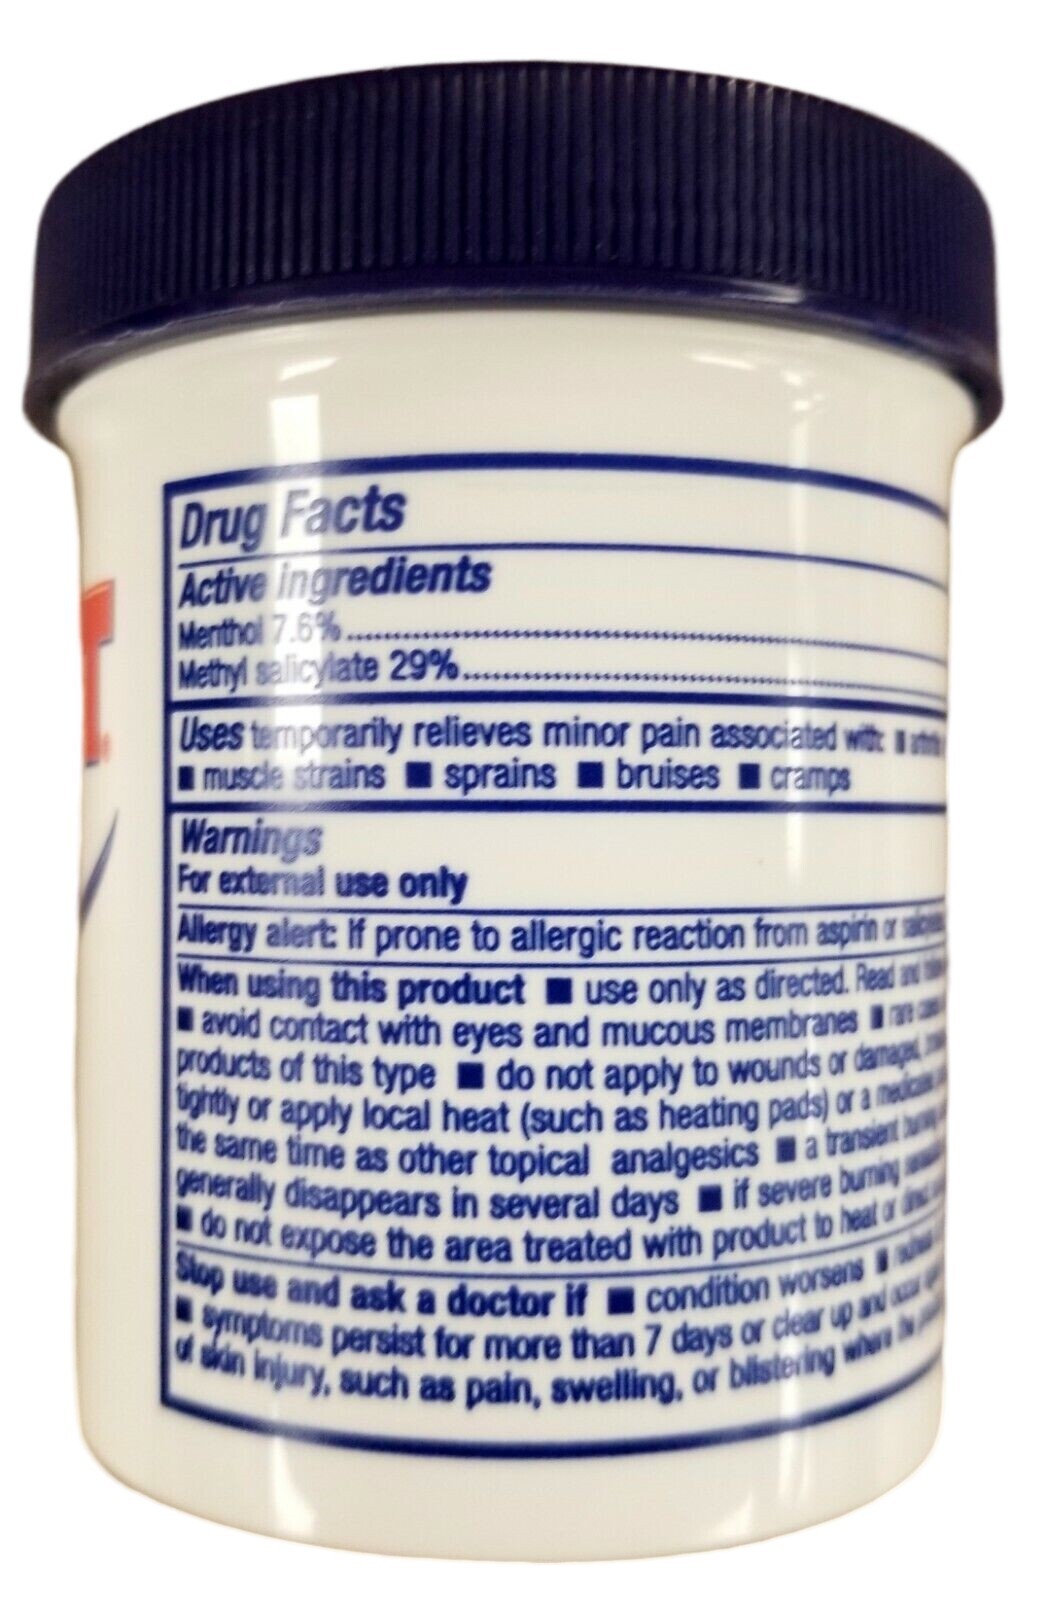 T.
Drug Facts
Active ingredients
Menthol 7.6%
Methyl salicylate 29%
Uses temporarily relieves minor pain associated with: ■
■ muscle strains ■ sprains ■ bruises ■ cramps
Warnings
For external use only
Allergy alert: If prone to allergic reaction from aspirin or
When using this product ■ use only as directed. Read and
■ avoid contact with eyes and mucous membranes ■ rare cases
products of this type ■ do not apply to wounds or damaged,
tightly or apply local heat (such as heating pads) or a medicated
the same time as other topical analgesics ■ a transient burning
generally disappears in several days ■ if severe burning
■ do not expose the area treated with product to heat or direct
Stop use and ask a doctor if ■ condition worsens ■ redness
■ symptoms persist for more than 7 days or clear up and occur
of skin injury, such as pain, swelling, or blistering where the